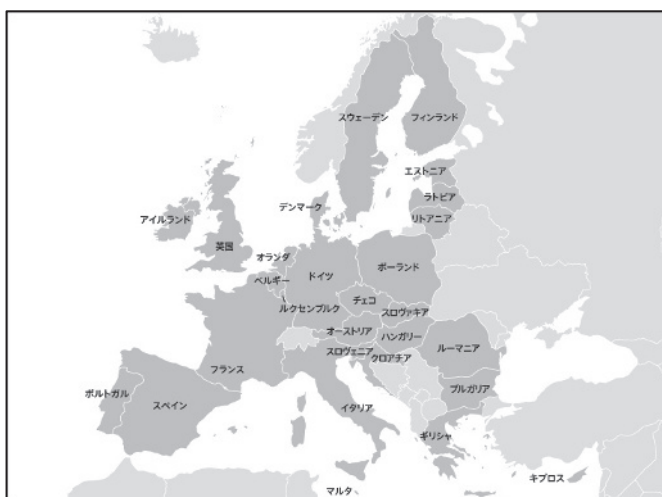 スウェーデン
フィンランド
エストニア
ラトビア
リトアニア
デンマーク
アイルランド
英国
オランダ
ベルギー
ドイツ
ポーランド
ルクセンブルク
チェコ
スロヴァキア
オーストリア
ハンガリー
ルーマニア
スロヴェニア
クロアチア
フランス
ブルガリア
ポルトガル
スペイン
イタリア
ギリシャ
マルタ
キプロス